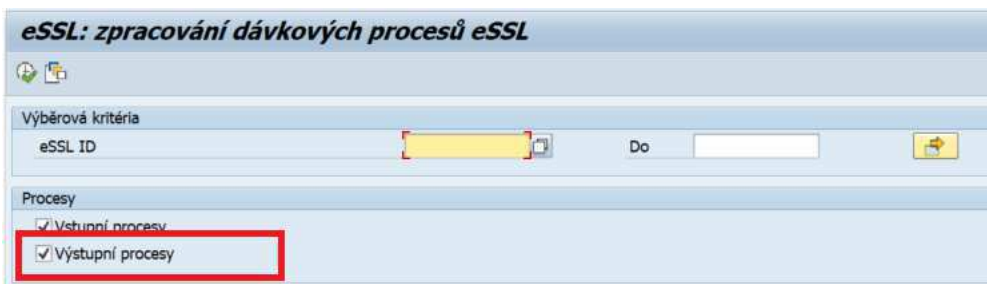 eSSL: zpracování dávkových procesů eSSL
Výběrová kritéria
eSSL ID Do
Procesy
Vstupní procesy
Výstupní procesy